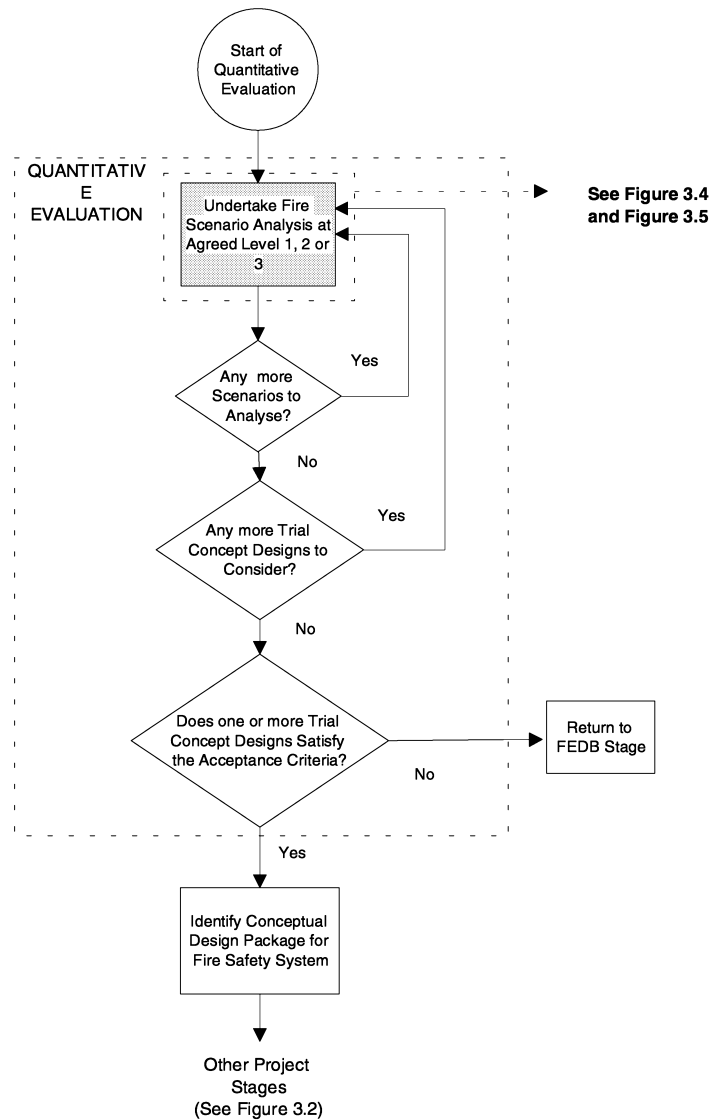 Start of
Quantitative
Evaluation
QUANTITATIV
E
EVALUATION
Undertake Fire
Scenario Analysis at
Agreed Level 1, 2 or
3
See Figure 3.4
and Figure 3.5
Any more
Scenarios to
Analyse?
Yes
No
Any more Trial
Concept Designs to
Consider?
Yes
No
Does one or more Trial
Concept Designs Satisfy
the Acceptance Criteria?
No
Return to
FEDB Stage
Yes
Identify Conceptual
Design Package for
Fire Safety System
Other Project
Stages
(See Figure 3.2)